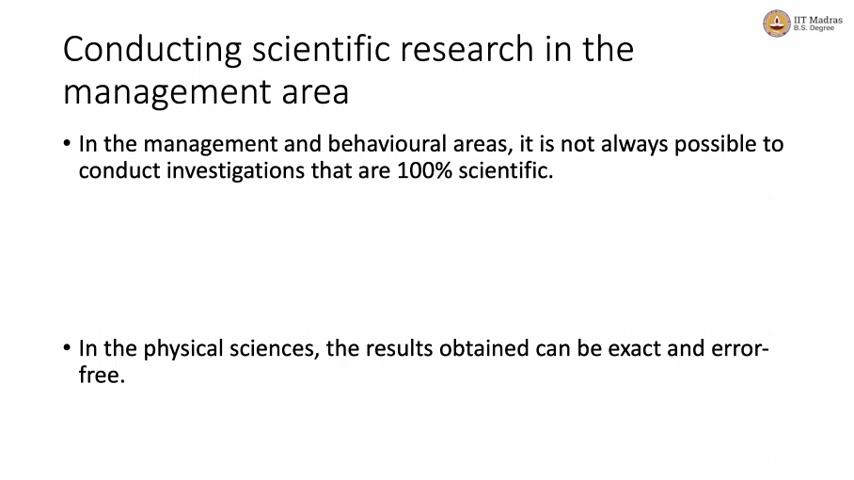 IIT Madras
B.S. Degree
Conducting scientific research in the
management area
• In the management and behavioural areas, it is not always possible to
conduct investigations that are 100% scientific.
• In the physical sciences, the results obtained can be exact and error-
free.